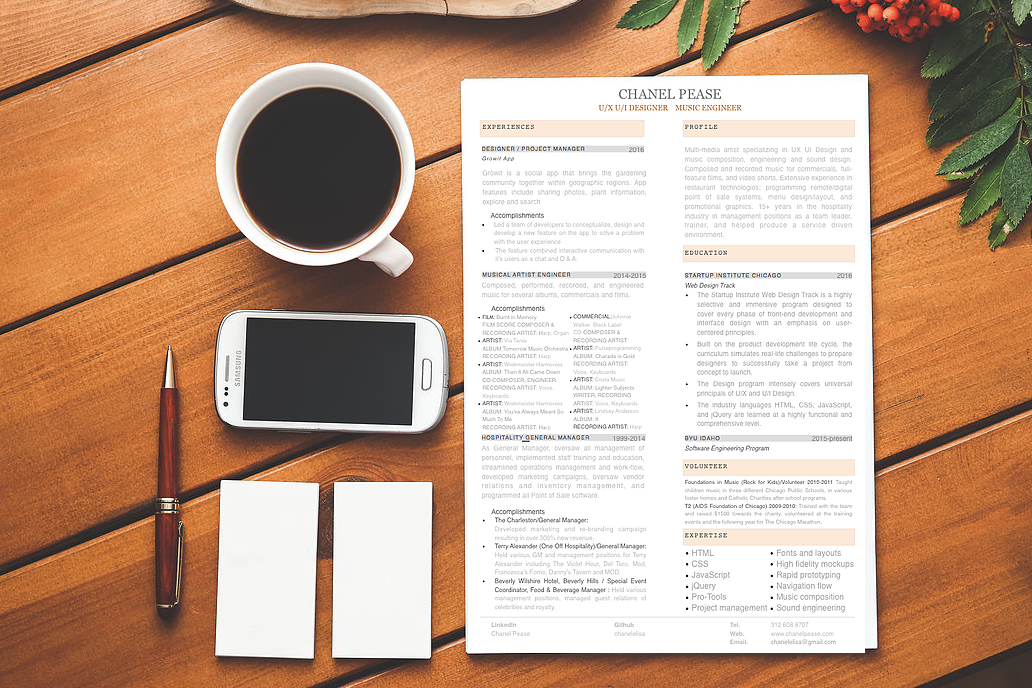 CHANEL PEASE
U/X U/I DESIGNER MUSIC ENGINEER
EXPERIENCES
DESIGNER / PROJECT MANAGER 2016
Growit App
Growit is a social app that brings the gardening
community together within geographic regions. App
features include sharing photos, plant information,
explore and search
Accomplishments
• Led a team of developers to conceptualize, design and
develop a new feature on the app to solve a problem
with the user experience
• The feature combined interactive communication with
it's users as a chat and Q & A.
MUSICAL ARTIST ENGINEER 2014-2015
Composed, performed, recorded, and engineered
music for several albums, commercials and films.
Accomplishments
• FILM: Burnt in Memory
FILM SCORE COMPOSER &
RECORDING ARTIST: Harp, Organ
• ARTIST: Via Tania
ALBUM Tomorrow Music Orchestra
RECORDING ARTIST: Harp
• ARTIST: Wrekmeister Harmonies
ALBUM: Then It All Came Down
CO-COMPOSER, ENGINEER
RECORDING ARTIST: Voice,
Keyboards
• ARTIST: Wrekmeister Harmonies
ALBUM: You've Always Meant So
Much To Me
RECORDING ARTIST: Harp
• COMMERCIAL: Johnnie
Walker Black Label
CO-COMPOSER &
RECORDING ARTIST
• ARTIST: Pulseprogramming
ALBUM: Charade is Gold
RECORDING ARTIST:
Voice, Keyboards
• ARTIST: Costa Music
ALBUM: Lighter Subjects
WRITER, RECORDING
ARTIST: Voice, Keyboards
• ARTIST: Lindsay Anderson
ALBUM: If
RECORDING ARTIST: Harp
HOSPITALITY GENERAL MANAGER 1999-2014
As General Manager, oversaw all management of
personnel, implemented staff training and education,
streamlined operations management and work-flow,
developed marketing campaigns, oversaw vendor
relations and inventory management, and
programmed all Point of Sale software.
Accomplishments
• The Charleston/General Manager:
Developed marketing and re-branding campaign
resulting in over 300% new revenue.
• Terry Alexander (One Off Hospitality)/General Manager:
Held various GM and management positions for Terry
Alexander including The Violet Hour, Del Toro, Mod,
Francesca's Forno, Danny's Tavern and MOD.
• Beverly Wilshire Hotel, Beverly Hills / Special Event
Coordinator, Food & Beverage Manager : Held various
management positions, managed guest relations of
celebrities and royalty.
PROFILE
Multi-media artist specializing in UX UI Design and
music composition, engineering and sound design.
Composed and recorded music for commercials, full-
feature films, and video shorts. Extensive experience in
restaurant technologies: programming remote/digital
point of sale systems, menu design/layout, and
promotional graphics. 15+ years in the hospitality
industry in management positions as a team leader,
trainer, and helped produce a service driven
environment.
EDUCATION
STARTUP INSTITUTE CHICAGO 2016
Web Design Track
• The Startup Institute Web Design Track is a highly
selective and immersive program designed to
cover every phase of front-end development and
interface design with an emphasis on user-
centered principles.
• Built on the product development life cycle, the
curriculum simulates real-life challenges to prepare
designers to successfully take a project from
concept to launch.
• The Design program intensely covers universal
principals of U/X and U/I Design.
• The industry languages HTML, CSS, JavaScript,
and jQuery are learned at a highly functional and
comprehensive level.
BYU IDAHO 2015-present
Software Engineering Program
VOLUNTEER
Foundations in Music (Rock for Kids)/Volunteer 2010-2011 Taught
children music in three different Chicago Public Schools, in various
foster homes and Catholic Charities after school programs.
T2 (AIDS Foundation of Chicago) 2009-2010: Trained with the team
and raised $1500 towards the charity, volunteered at the training
events and the following year for The Chicago Marathon.
EXPERTISE
• HTML
• CSS
• JavaScript
• jQuery
• Pro-Tools
• Project management
• Fonts and layouts
• High fidelity mockups
• Rapid prototyping
• Navigation flow
• Music composition
• Sound engineering
LinkedIn
Chanel Pease
Github
chanelelisa
Tel. 312 608 6707
Web. www.chanelpease.com
Email. chanelelisa@gmail.com
SAMSUNG